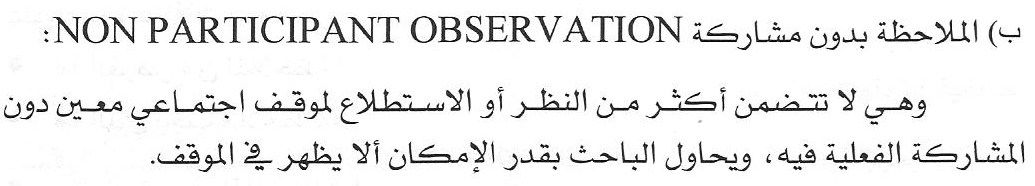 ب) الملاحظة بدون مشاركة NON PARTICIPANT OBSERVATION:
وهي لا تتضمن أكثر من النظر أو الاستطلاع لموقف اجتماعي معين دون
المشاركة الفعلية فيه، ويحاول الباحث بقدر الإمكان ألا يظهر في الموقف.